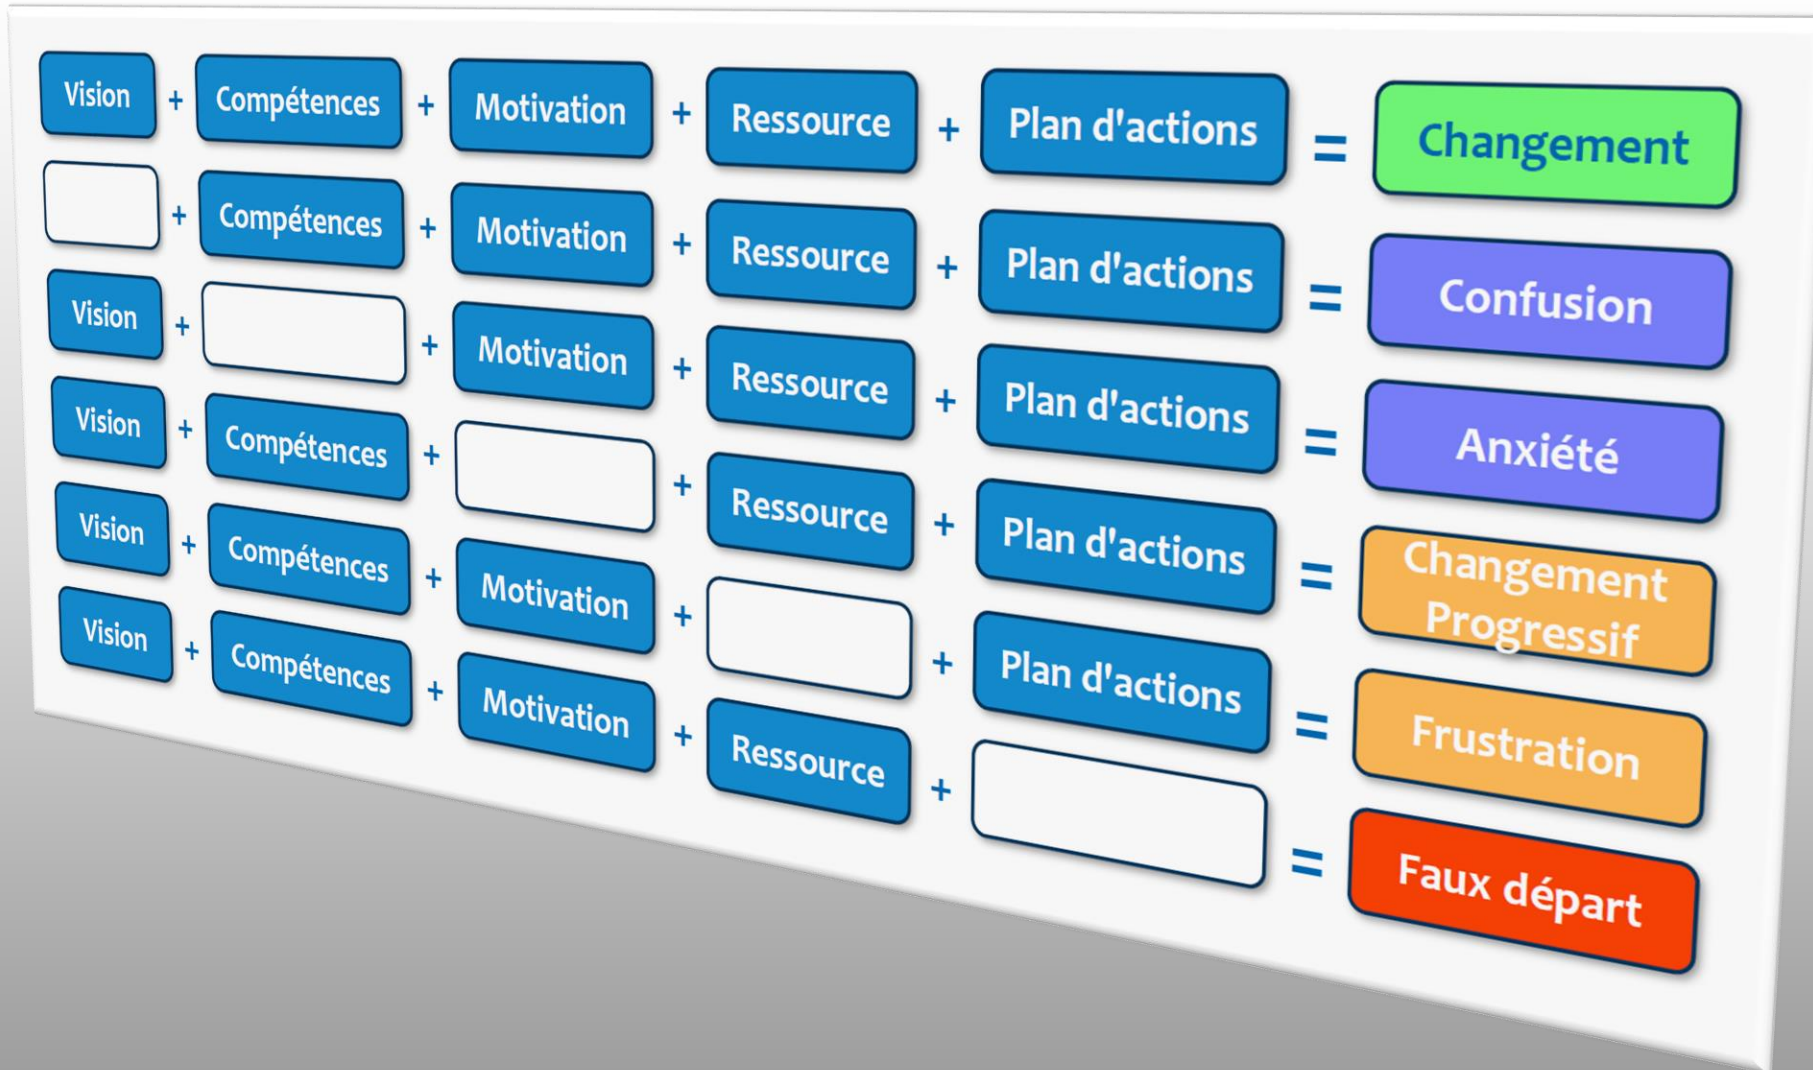 Vision + Compétences + Motivation + Ressource + Plan d'actions = Changement
+ Compétences + Motivation + Ressource + Plan d'actions = Confusion
Vision + + Motivation + Ressource + Plan d'actions = Anxiété
Vision + Compétences + + Ressource + Plan d'actions = Changement
Progressif
Vision + Compétences + Motivation + + Plan d'actions = Frustration
Vision + Compétences + Motivation + Ressource + = Faux départ